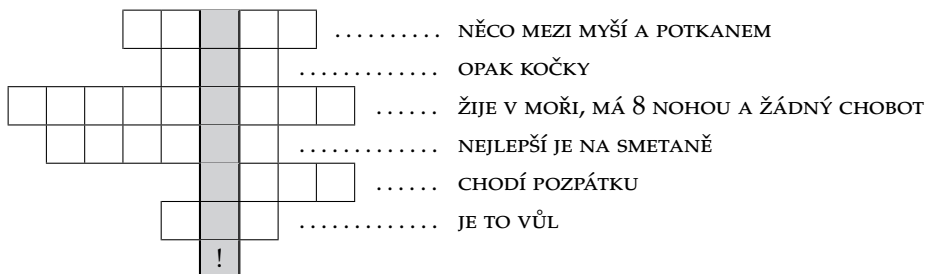 .......... NĚCO MEZI MYŠÍ A POTKANEM
............. OPAK KOČKY
...... ŽIJE V MOŘI, MÁ 8 NOHOU A ŽÁDNÝ CHOBOT
............. NEJLEPŠÍ JE NA SMETANĚ
...... CHODÍ POZPÁTKU
............. JE TO VŮL
!